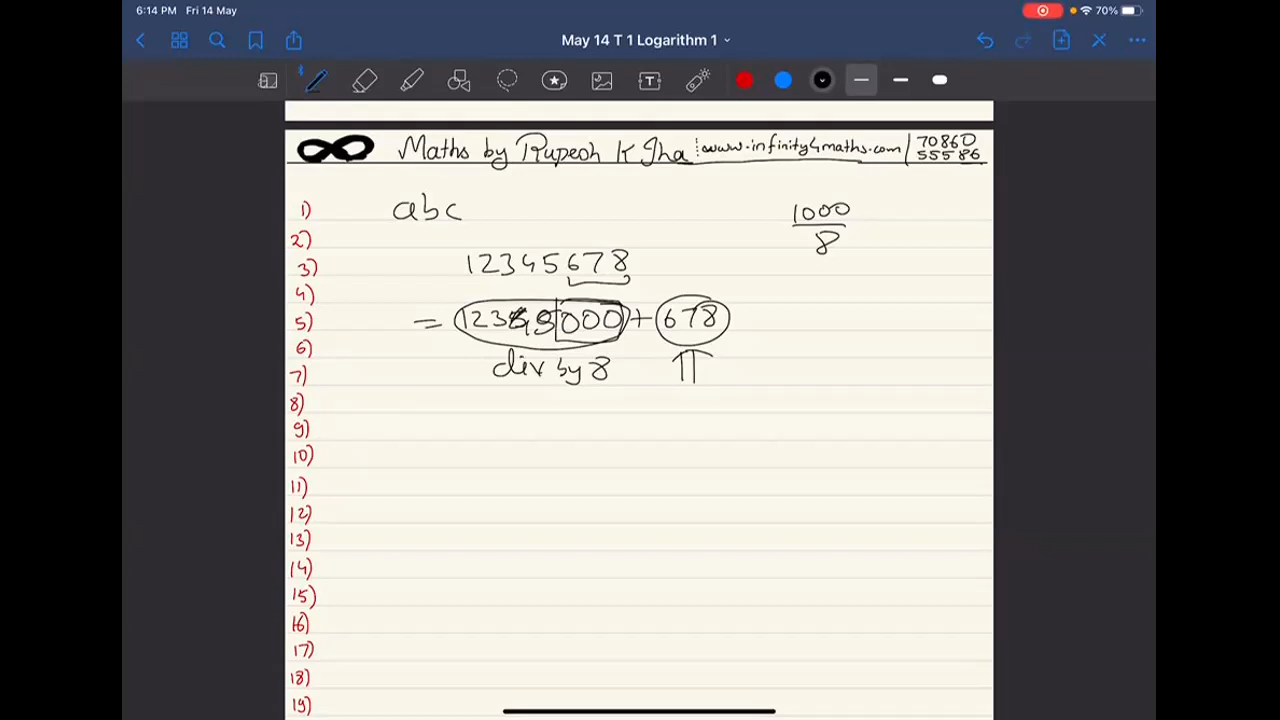 6:14 PM Fri 14 May
70%
May 14 T 1 Logarithm 1
T
Maths by Rupesh K Jha www.infinity4maths.com 70860 55586
1) abc 1000
2) 8
3) 12345678
4)
5) = 12345000 + 678
6)
7) div by 8
8)
9)
10)
11)
12)
13)
14)
15)
16)
17)
18)
19)